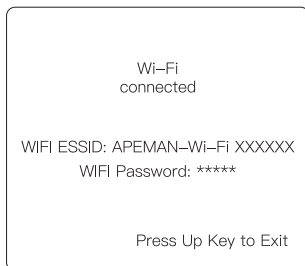 Wi–Fi
connected
WIFI ESSID: APEMAN–Wi–Fi XXXXXX
WIFI Password: *****
Press Up Key to Exit